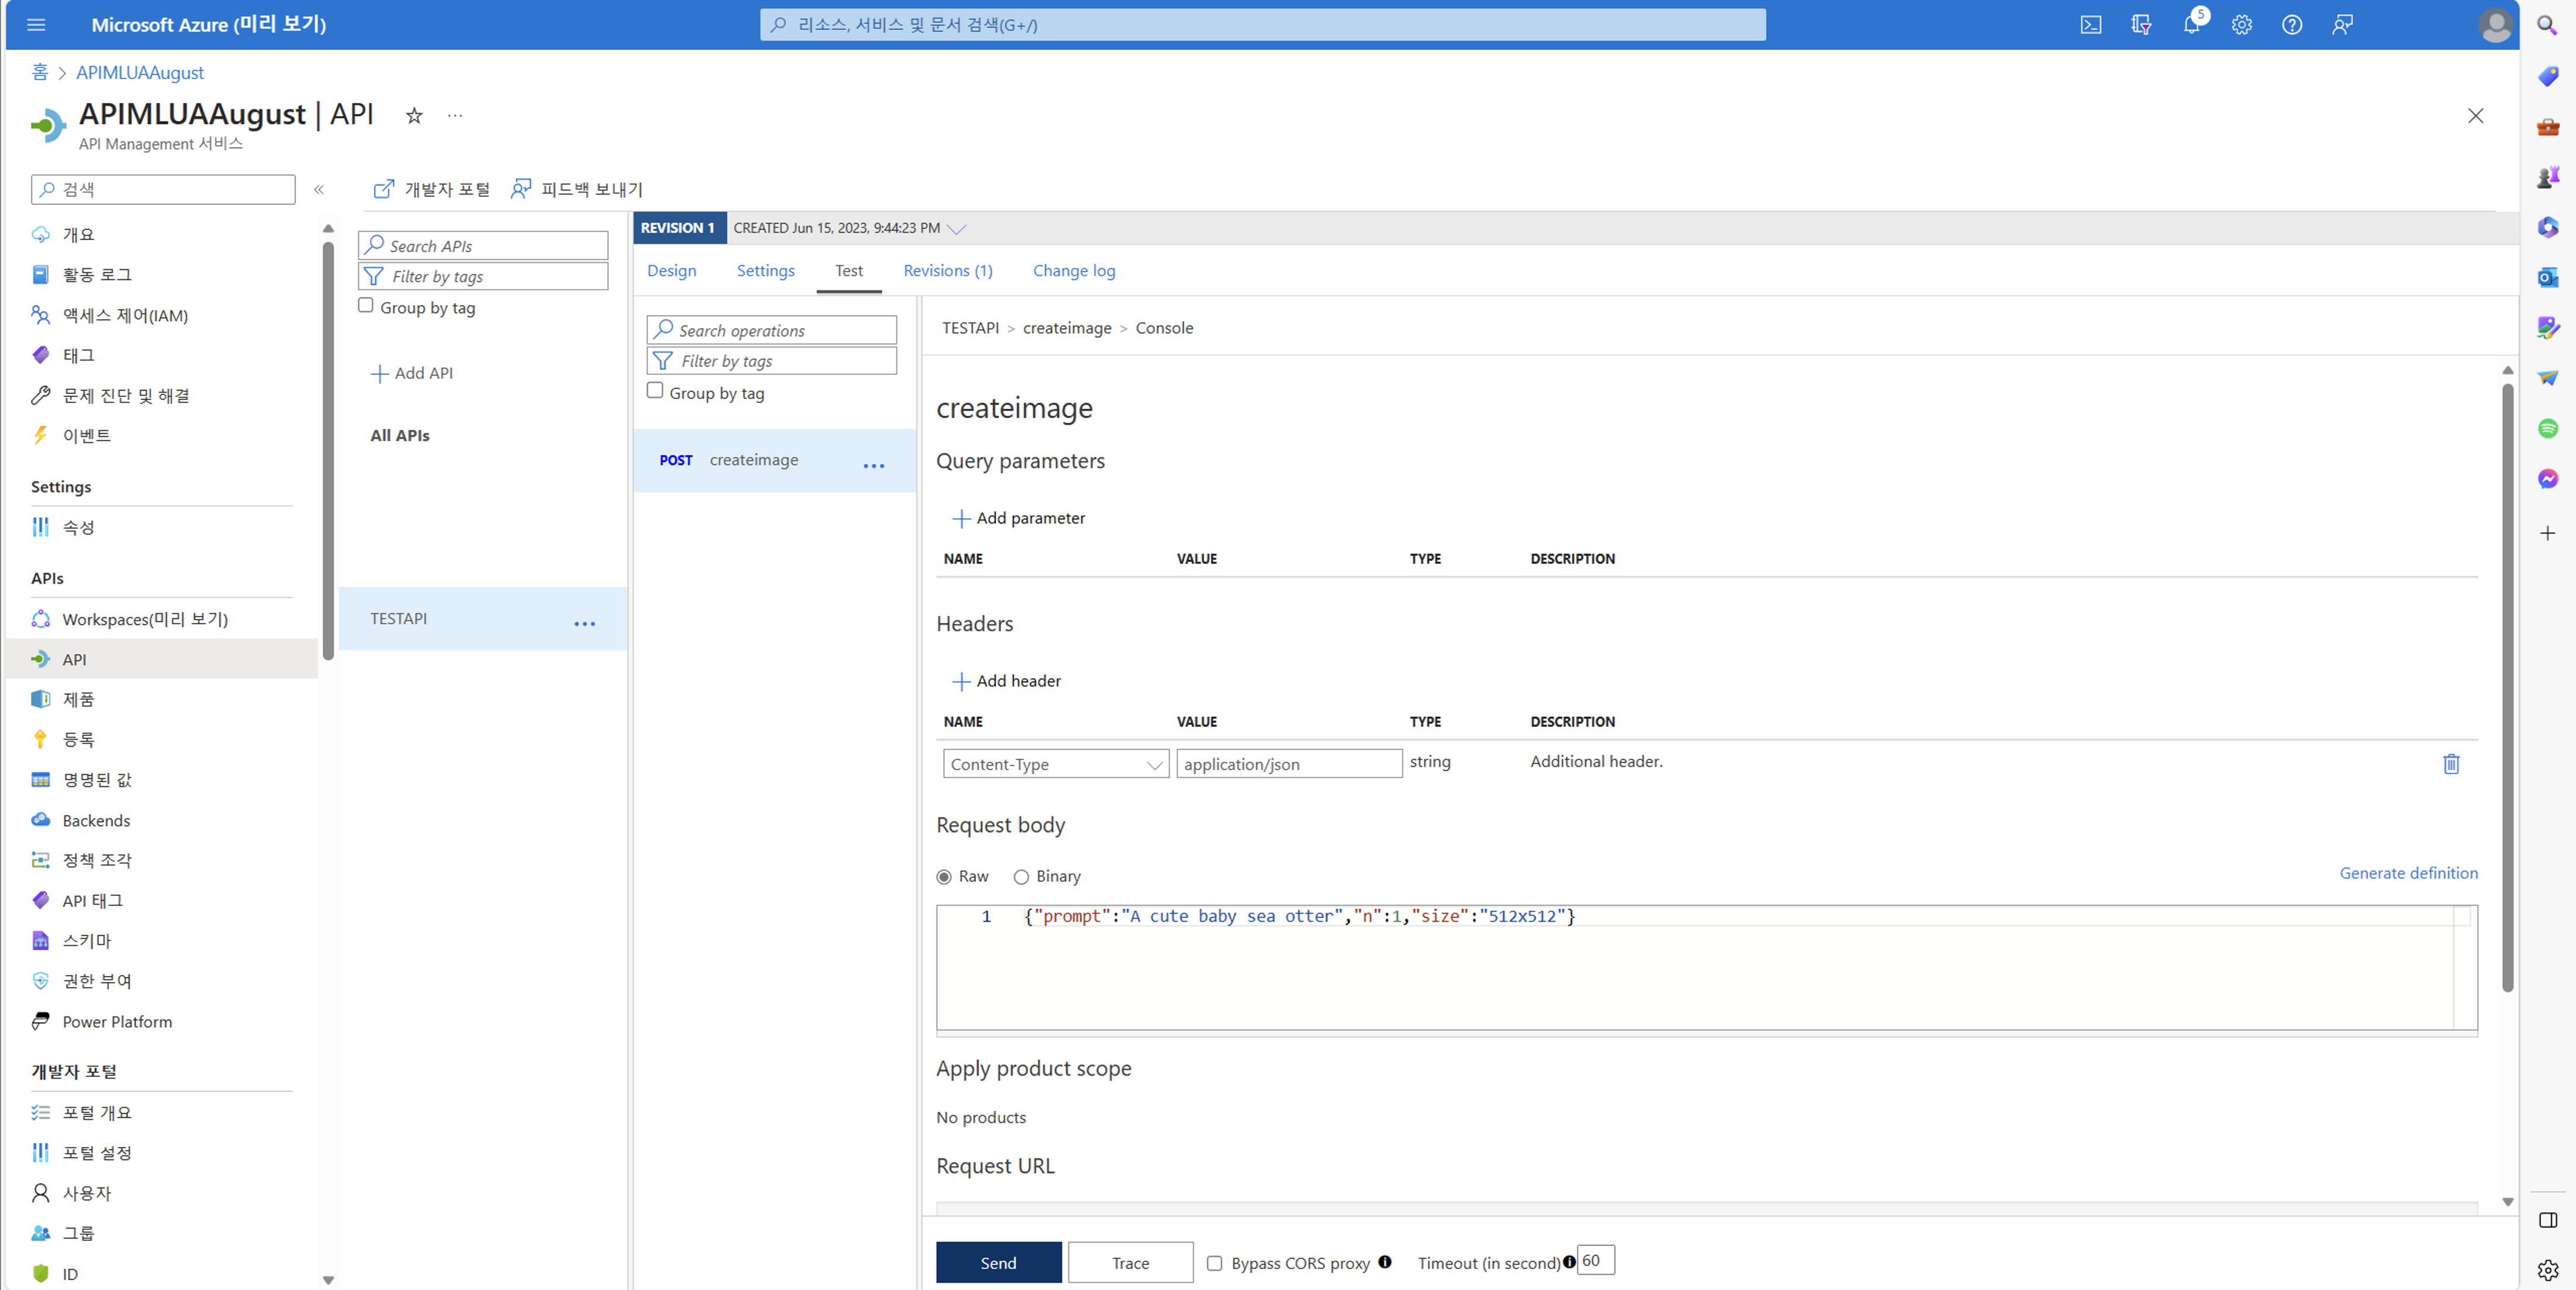 Microsoft Azure (미리 보기)
리소스, 서비스 및 문서 검색(G+/)
5
홈 > APIMLUAAugust
APIMLUAAugust | API
API Management 서비스
검색
개요
활동 로그
액세스 제어(IAM)
태그
문제 진단 및 해결
이벤트
Settings
속성
APIs
Workspaces(미리 보기)
API
제품
등록
명명된 값
Backends
정책 조각
API 태그
스키마
권한 부여
Power Platform
개발자 포털
포털 개요
포털 설정
사용자
그룹
ID
개발자 포털
피드백 보내기
Search APIs
Filter by tags
Group by tag
Add API
All APIs
TESTAPI
REVISION 1
CREATED Jun 15, 2023, 9:44:23 PM
Design
Settings
Test
Revisions (1)
Change log
Search operations
Filter by tags
Group by tag
POST createimage
TESTAPI > createimage > Console
createimage
Query parameters
Add parameter
NAME VALUE TYPE DESCRIPTION
Headers
Add header
NAME VALUE TYPE DESCRIPTION
Content-Type application/json string Additional header.
Request body
Raw Binary
Generate definition
1 {"prompt":"A cute baby sea otter","n":1,"size":"512x512"}
Apply product scope
No products
Request URL
Send
Trace
Bypass CORS proxy
Timeout (in second) 60